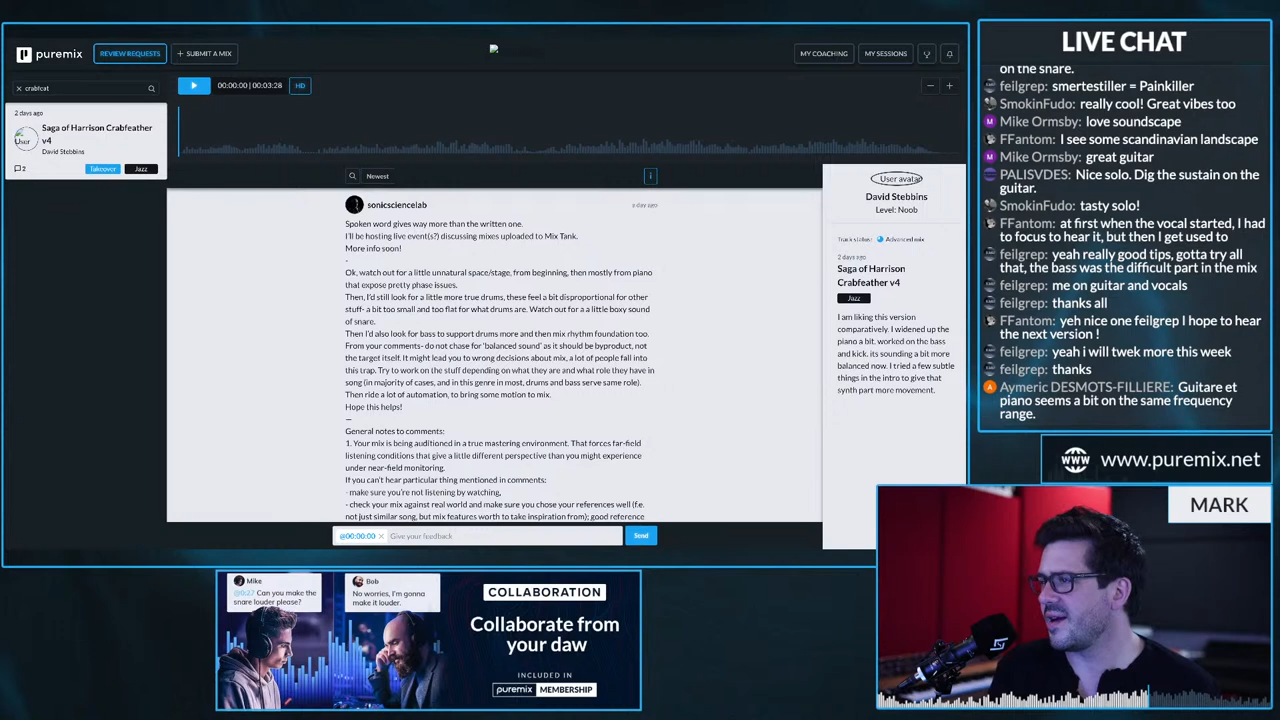 puremix
REVIEW REQUESTS
+ SUBMIT A MIX
MY COACHING
MY SESSIONS
× crabfeat
00:00:00 | 00:03:28
HD
2 days ago
Saga of Harrison Crabfeather
v4
David Stebbins
2
Takeover
Jazz
User
Newest
sonicsciencelab
Spoken word gives way more than the written one.
I'll be hosting live event(s?) discussing mixes uploaded to Mix Tank.
More info soon!
-
Ok, watch out for a little unnatural space/stage, from beginning, then mostly from piano
that expose pretty phase issues.
Then, I'd still look for a little more true drums, these feel a bit disproportional for other
stuff- a bit too small and too flat for what drums are. Watch out for a a little boxy sound
of snare.
Then I'd also look for bass to support drums more and then mix rhythm foundation too.
From your comments- do not chase for 'balanced sound' as it should be byproduct, not
the target itself. It might lead you to wrong decisions about mix, a lot of people fall into
this trap. Try to work on the stuff depending on what they are and what role they have in
song (in majority of cases, and in this genre in most, drums and bass serve same role).
Then ride a lot of automation, to bring some motion to mix.
Hope this helps!
—
General notes to comments:
1. Your mix is being auditioned in a true mastering environment. That forces far-field
listening conditions that give a little different perspective than you might experience
under near-field monitoring.
If you can't hear particular thing mentioned in comments:
- make sure you're not listening by watching,
- check your mix against real world and make sure you chose your references well (f.e.
not just similar song, but mix features worth to take inspiration from); good reference
@00:00:00 ×
Give your feedback
Send
User avatar
David Stebbins
Level: Noob
Track status: Advanced mix
2 days ago
Saga of Harrison
Crabfeather v4
Jazz
I am liking this version
comparatively. I widened up the
piano a bit. worked on the bass
and kick. its sounding a bit more
balanced now. I tried a few subtle
things in the intro to give that
synth part more movement.
LIVE CHAT
on the snare.
feilgrep: smertestiller = Painkiller
SmokinFudo: really cool! Great vibes too
M Mike Ormsby: love soundscape
FFantom: I see some scandinavian landscape
M Mike Ormsby: great guitar
PALISVDES: Nice solo. Dig the sustain on the
guitar.
SmokinFudo: tasty solo!
FFantom: at first when the vocal started, I had
to focus to hear it, but then I get used to
feilgrep: yeah really good tips, gotta try all
that, the bass was the difficult part in the mix
feilgrep: me on guitar and vocals
feilgrep: thanks all
FFantom: yeh nice one feilgrep I hope to hear
the next version !
feilgrep: yeah i will twek more this week
feilgrep: thanks
A Aymeric DESMOTS-FILLIERE: Guitare et
piano seems a bit on the same frequency
range.
www www.puremix.net
MARK
Mike
@0:27 Can you make the
snare louder please?
Bob
No worries, I'm gonna
make it louder.
COLLABORATION
Collaborate from
your daw
INCLUDED IN
puremix MEMBERSHIP